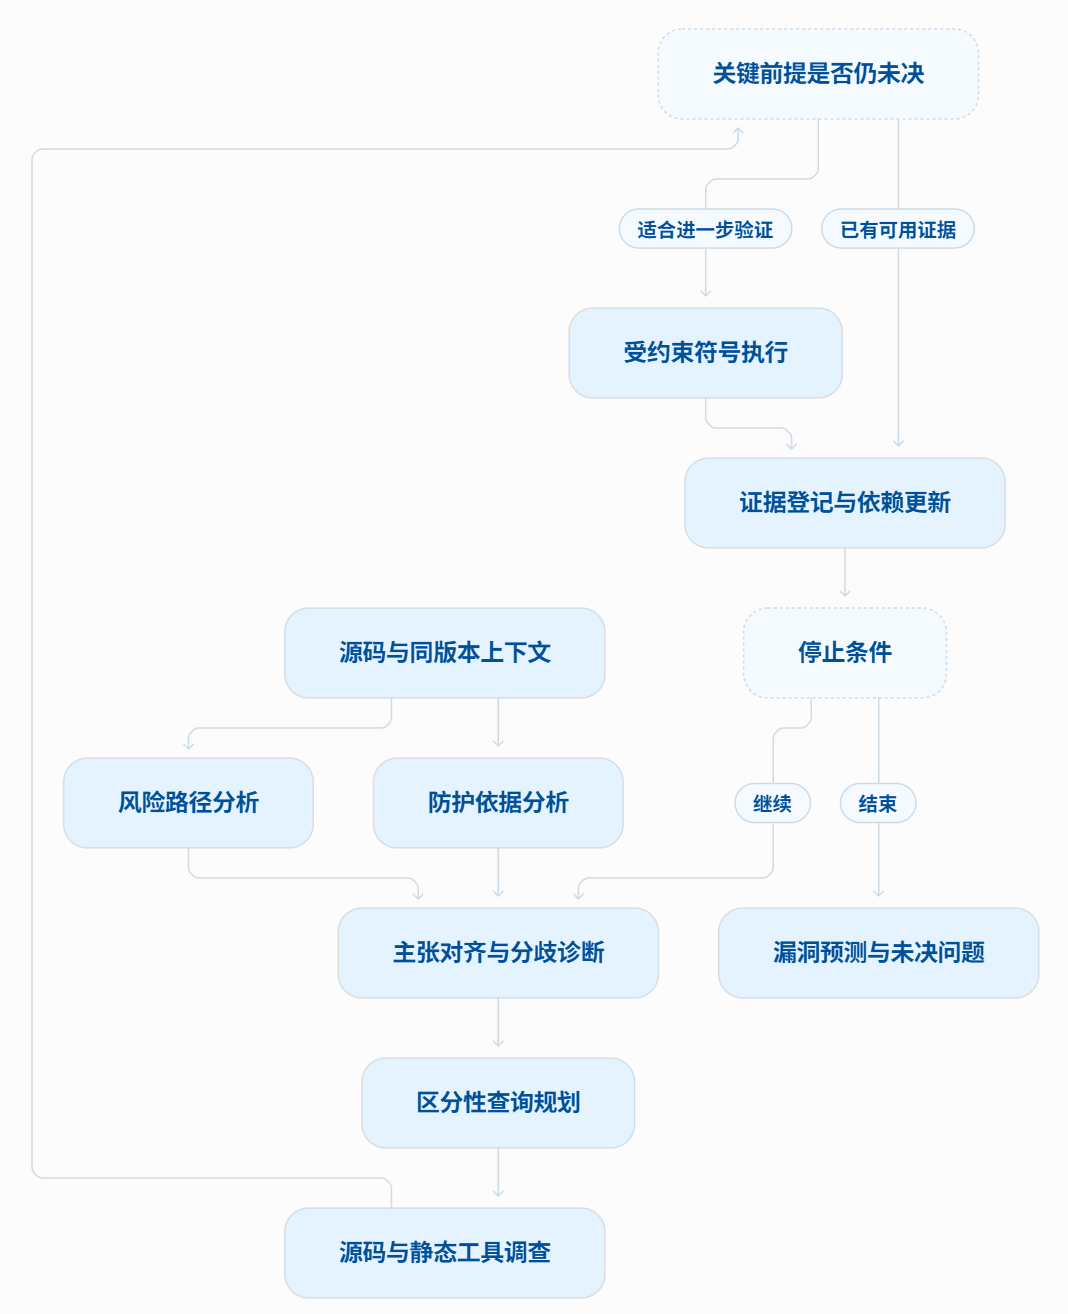 关键前提是否仍未决
适合进一步验证
已有可用证据
受约束符号执行
证据登记与依赖更新
源码与同版本上下文
停止条件
风险路径分析
防护依据分析
继续
结束
主张对齐与分歧诊断
漏洞预测与未决问题
区分性查询规划
源码与静态工具调查